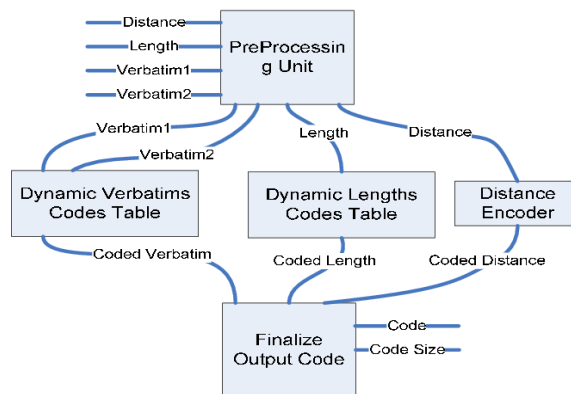 Distance
Length
Verbatim1
Verbatim2
PreProcessin
g Unit
Verbatim1
Verbatim2
Length
Distance
Dynamic Verbatims
Codes Table
Dynamic Lengths
Codes Table
Distance
Encoder
Coded Verbatim
Coded Length
Coded Distance
Finalize
Output Code
Code
Code Size